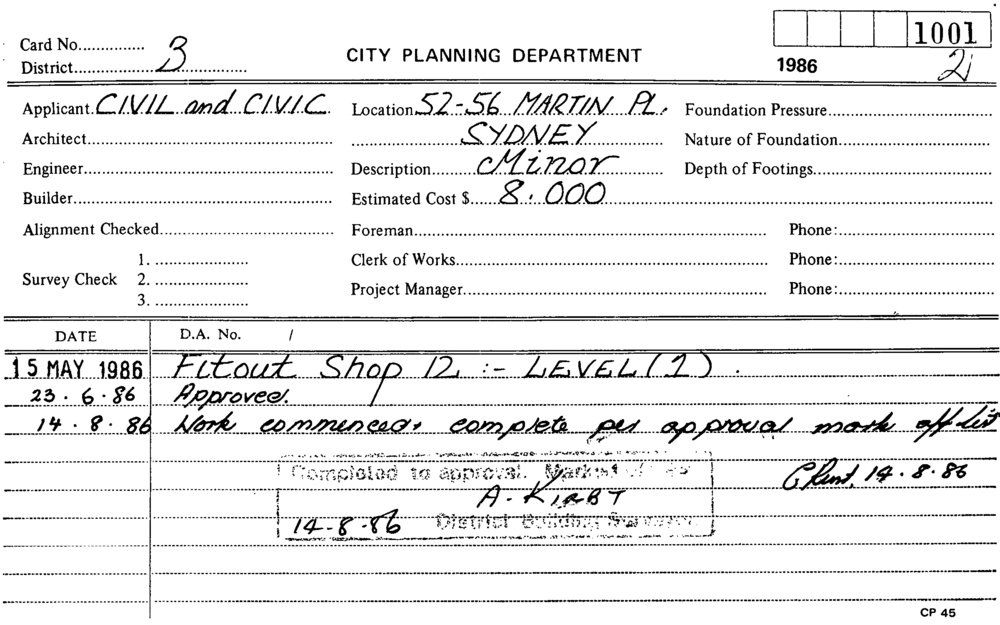 Card No.
District 3
CITY PLANNING DEPARTMENT
1001
1986 2
Applicant CIVIL and CIVIC
Architect
Engineer
Builder
Alignment Checked
Survey Check 1.
2.
3.
Location 52-56 MARTIN PL.
SYDNEY
Description Minor
Estimated Cost $ 8.000
Foreman
Clerk of Works
Project Manager
Foundation Pressure
Nature of Foundation
Depth of Footings
Phone:
Phone:
Phone:
DATE D.A. No. /
15 MAY 1986 Fitout Shop 12 :- LEVEL (1).
23.6.86 Approved.
14.8.86 Work commenced, complete per approval mark off list
Completed to approval.
14.8.86
A. KIRBY
14-8-86 District Building Surveyor
CP 45